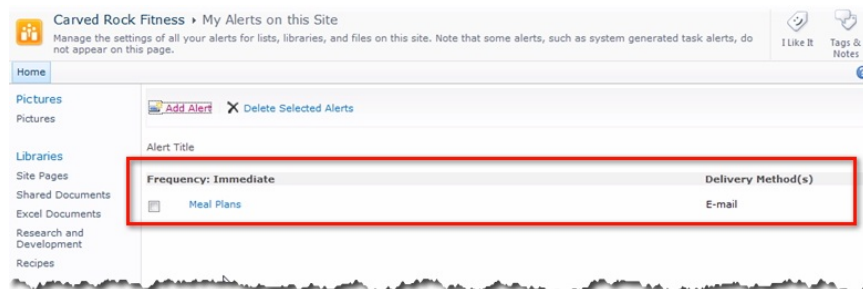 Carved Rock Fitness ▸ My Alerts on this Site
Manage the settings of all your alerts for lists, libraries, and files on this site. Note that some alerts, such as system generated task alerts, do
not appear on this page.
I Like It
Tags &
Notes
Home
Pictures
Pictures
Libraries
Site Pages
Shared Documents
Excel Documents
Research and
Development
Recipes
Add Alert
Delete Selected Alerts
Alert Title
Frequency: Immediate Delivery Method(s)
Meal Plans E-mail